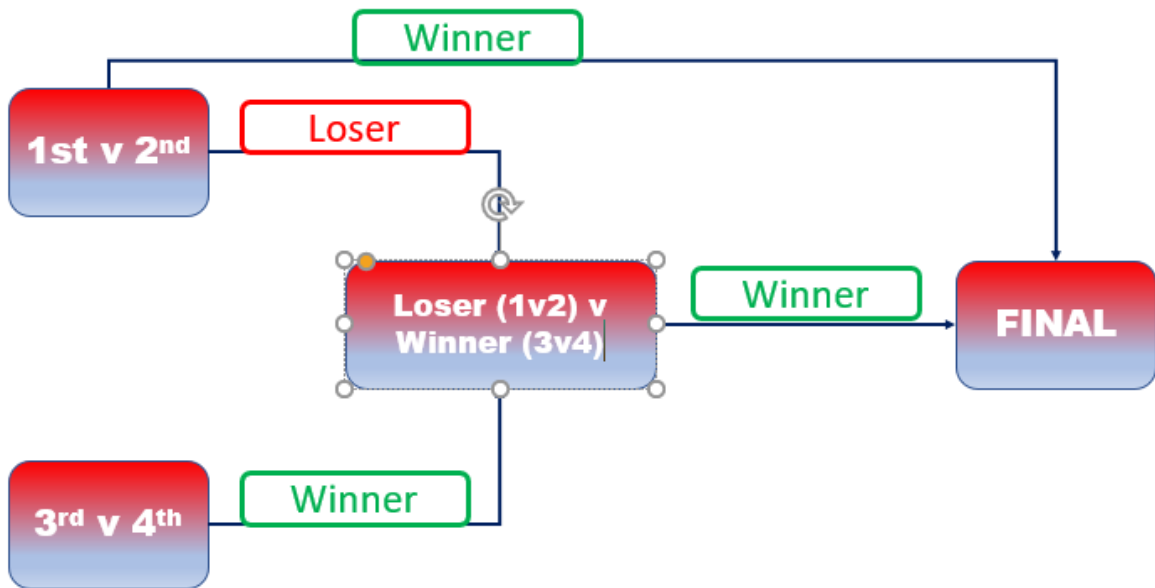 Winner
Loser
1st v 2nd
Loser (1v2) v
Winner (3v4)
Winner
FINAL
Winner
3rd v 4th